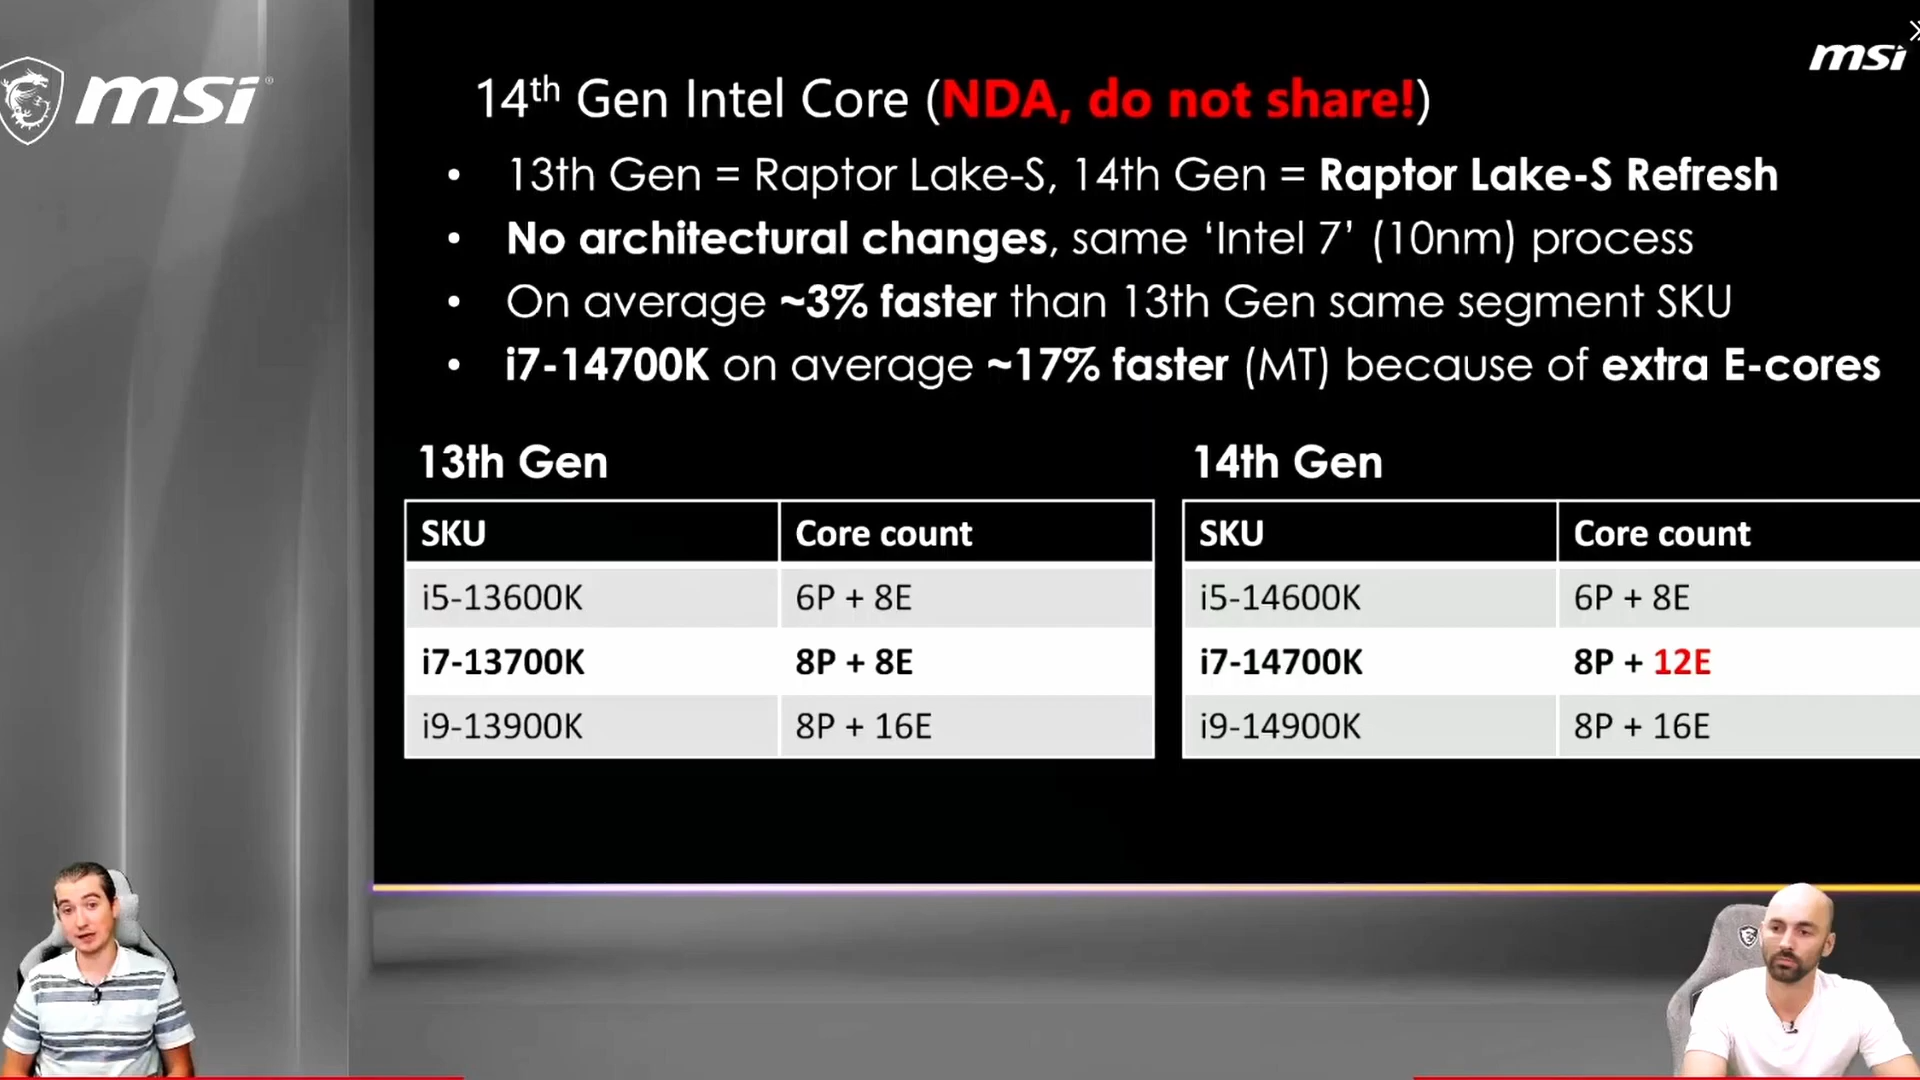 msi
msi
14th Gen Intel Core (NDA, do not share!)
• 13th Gen = Raptor Lake-S, 14th Gen = Raptor Lake-S Refresh
• No architectural changes, same ‘Intel 7’ (10nm) process
• On average ~3% faster than 13th Gen same segment SKU
• i7-14700K on average ~17% faster (MT) because of extra E-cores
13th Gen
SKU Core count
i5-13600K 6P + 8E
i7-13700K 8P + 8E
i9-13900K 8P + 16E
14th Gen
SKU Core count
i5-14600K 6P + 8E
i7-14700K 8P + 12E
i9-14900K 8P + 16E